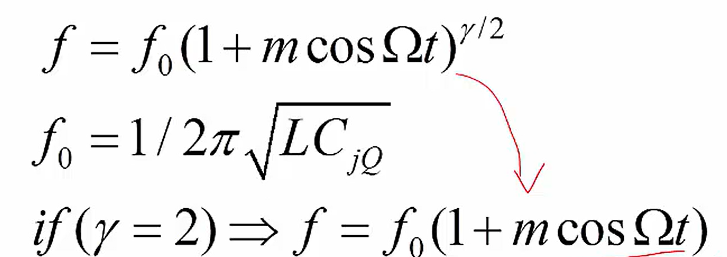 f = f₀(1 + m cos Ωt)^{γ/2}
f₀ = 1 / 2π√(LC_{jQ})
if (γ = 2) ⇒ f = f₀(1 + m cos Ωt)